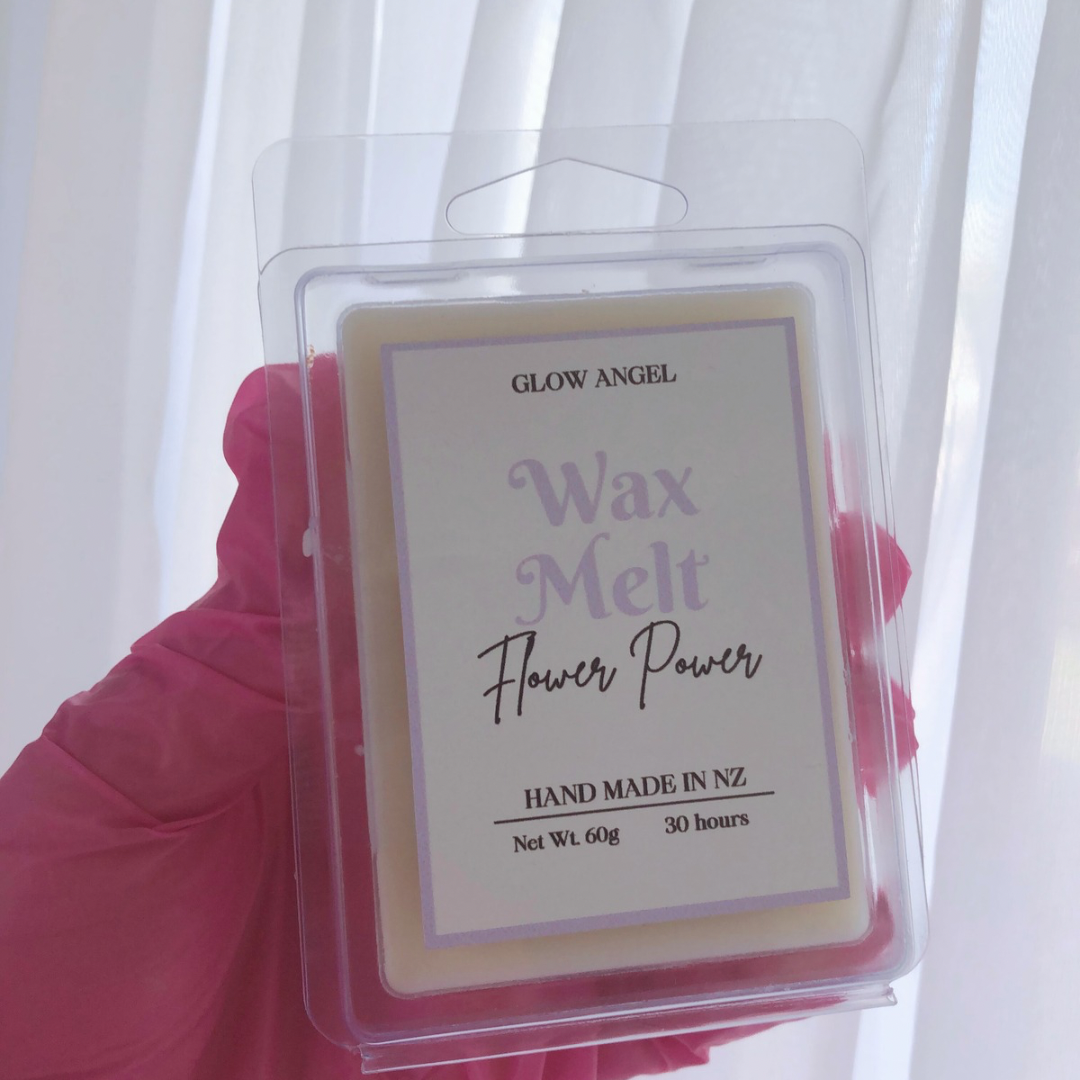 GLOW ANGEL
Wax
Melt
Flower Power
HAND MADE IN NZ
Net Wt. 60g 30 hours